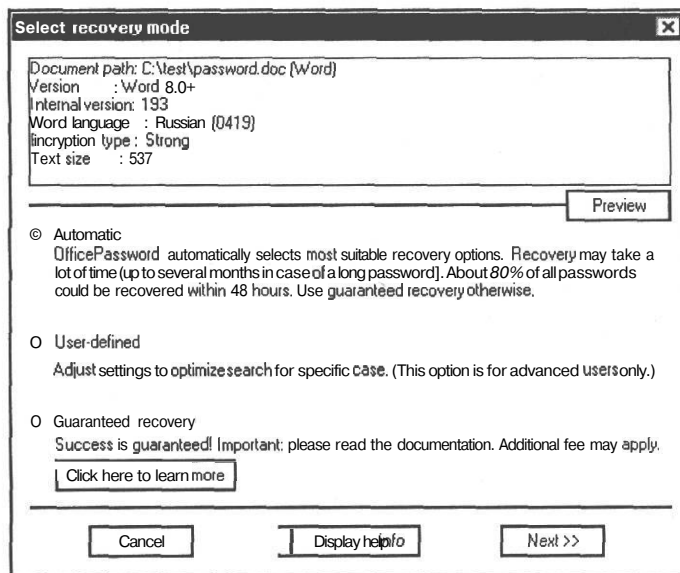 Select recovery mode
Document path: C:\test\password.doc (Word)
Version : Word 8.0+
Internal version: 193
Word language : Russian (0419)
Encryption type : Strong
Text size : 537
Preview
© Automatic
OfficePassword automatically selects most suitable recovery options. Recovery may take a
lot of time (up to several months in case of a long password]. About 80% of all passwords
could be recovered within 48 hours. Use guaranteed recovery otherwise.
O User-defined
Adjust settings to optimize search for specific case. (This option is for advanced users only.)
O Guaranteed recovery
Success is guaranteed! Important: please read the documentation. Additional fee may apply.
Click here to learn more
Cancel
Display help info
Next >>